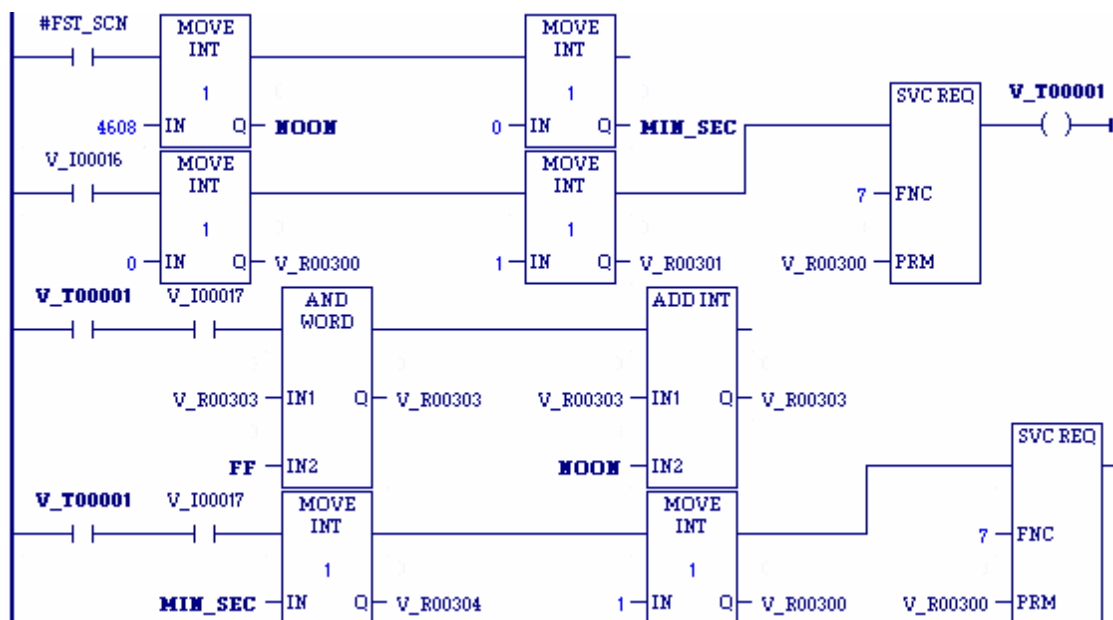 #FST_SCN
MOVE INT
MOVE INT
1
1
SVC REQ
V_T00001
4608 IN Q NOON
0 IN Q MIN_SEC
V_I00016
MOVE INT
MOVE INT
7 FNC
1
1
0 IN Q V_R00300
1 IN Q V_R00301
V_R00300 PRM
V_T00001
V_I00017
AND WORD
ADD INT
V_R00303 IN1 Q V_R00303
V_R00303 IN1 Q V_R00303
SVC REQ
FF IN2
NOON IN2
V_T00001
V_I00017
MOVE INT
MOVE INT
7 FNC
1
1
MIN_SEC IN Q V_R00304
1 IN Q V_R00300
V_R00300 PRM